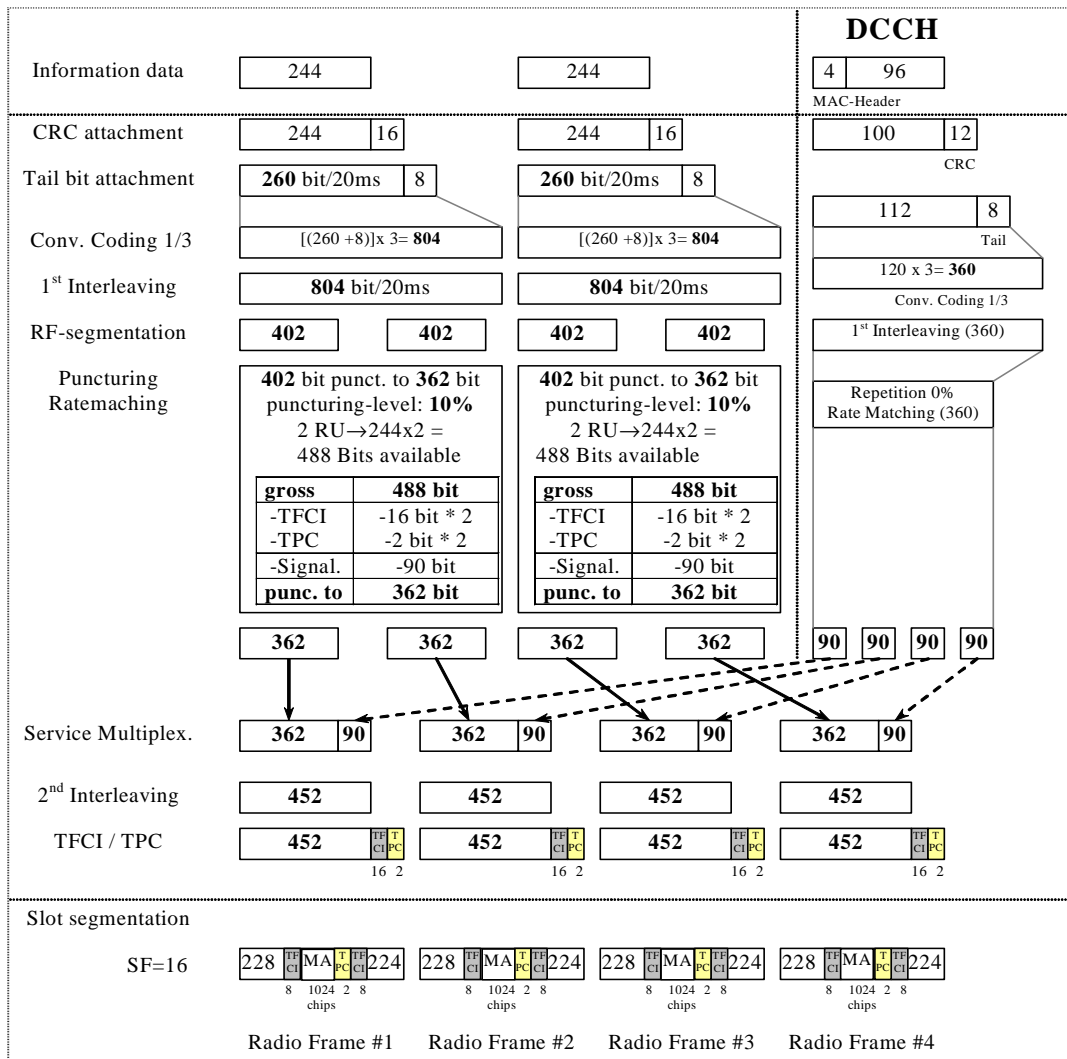 DCCH
Information data 244 244 4 96
MAC-Header
CRC attachment 244 16 244 16 100 12
CRC
Tail bit attachment 260 bit/20ms 8 260 bit/20ms 8
112 8
Tail
Conv. Coding 1/3 [(260 +8)]x 3= 804 [(260 +8)]x 3= 804
120 x 3= 360
Conv. Coding 1/3
1st Interleaving 804 bit/20ms 804 bit/20ms
RF-segmentation 402 402 402 402 1st Interleaving (360)
Puncturing
Ratemaching
402 bit punct. to 362 bit
puncturing-level: 10%
2 RU→244x2 =
488 Bits available
gross 488 bit
-TFCI -16 bit * 2
-TPC -2 bit * 2
-Signal. -90 bit
punc. to 362 bit
402 bit punct. to 362 bit
puncturing-level: 10%
2 RU→244x2 =
488 Bits available
gross 488 bit
-TFCI -16 bit * 2
-TPC -2 bit * 2
-Signal. -90 bit
punc. to 362 bit
Repetition 0%
Rate Matching (360)
362 362 362 362 90 90 90 90
Service Multiplex. 362 90 362 90 362 90 362 90
2nd Interleaving 452 452 452 452
TFCI / TPC 452 TF CI T PC 452 TF CI T PC 452 TF CI T PC 452 TF CI T PC
16 2 16 2 16 2 16 2
Slot segmentation
SF=16 228 TF CI MA T PC TF CI 224 228 TF CI MA T PC TF CI 224 228 TF CI MA T PC TF CI 224 228 TF CI MA T PC TF CI 224
8 1024 2 8 8 1024 2 8 8 1024 2 8 8 1024 2 8
chips chips chips chips
Radio Frame #1 Radio Frame #2 Radio Frame #3 Radio Frame #4